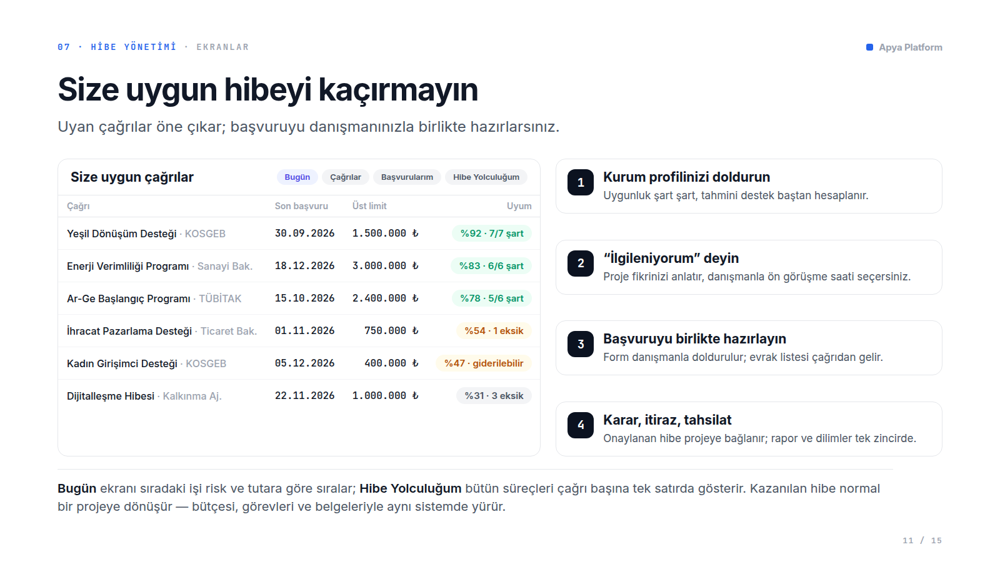 07 · HİBE YÖNETİMİ · EKRANLAR
Apya Platform
Size uygun hibeyi kaçırmayın
Uyan çağrılar öne çıkar; başvuruyu danışmanınızla birlikte hazırlarsınız.
Size uygun çağrılar
Bugün Çağrılar Başvurularım Hibe Yolculuğum
Çağrı Son başvuru Üst limit Uyum
Yeşil Dönüşüm Desteği · KOSGEB 30.09.2026 1.500.000 ₺ %92 · 7/7 şart
Enerji Verimliliği Programı · Sanayi Bak. 18.12.2026 3.000.000 ₺ %83 · 6/6 şart
Ar-Ge Başlangıç Programı · TÜBİTAK 15.10.2026 2.400.000 ₺ %78 · 5/6 şart
İhracat Pazarlama Desteği · Ticaret Bak. 01.11.2026 750.000 ₺ %54 · 1 eksik
Kadın Girişimci Desteği · KOSGEB 05.12.2026 400.000 ₺ %47 · giderilebilir
Dijitalleşme Hibesi · Kalkınma Aj. 22.11.2026 1.000.000 ₺ %31 · 3 eksik
1 Kurum profilinizi doldurun
Uygunluk şart şart, tahmini destek baştan hesaplanır.
2 “İlgileniyorum” deyin
Proje fikrinizi anlatır, danışmanla ön görüşme saati seçersiniz.
3 Başvuruyu birlikte hazırlayın
Form danışmanla doldurulur; evrak listesi çağrıdan gelir.
4 Karar, itiraz, tahsilat
Onaylanan hibe projeye bağlanır; rapor ve dilimler tek zincirde.
Bugün ekranı sıradaki işi risk ve tutara göre sıralar; Hibe Yolculuğum bütün süreçleri çağrı başına tek satırda gösterir. Kazanılan hibe normal
bir projeye dönüşür — bütçesi, görevleri ve belgeleriyle aynı sistemde yürür.
11 / 15